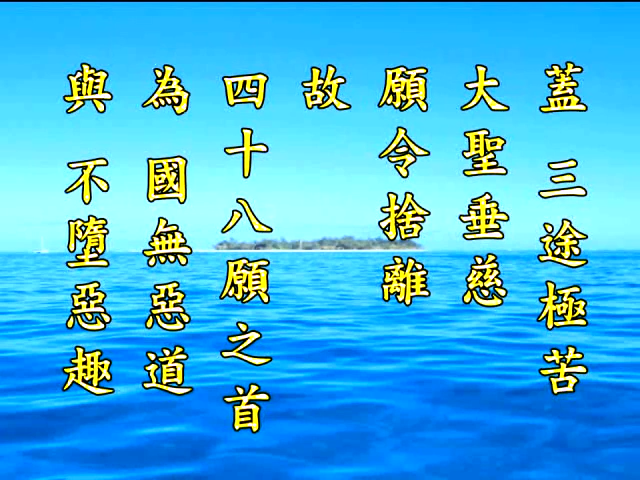 蓋 三途極苦
大聖垂慈
願令捨離
故
四十八願之首
為 國無惡道
與 不墮惡趣